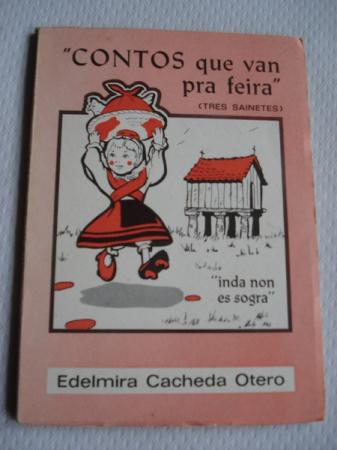 "CONTOS que van
pra feira"
(TRES SAINETES)
"inda non
es sogra"
Edelmira Cacheda Otero